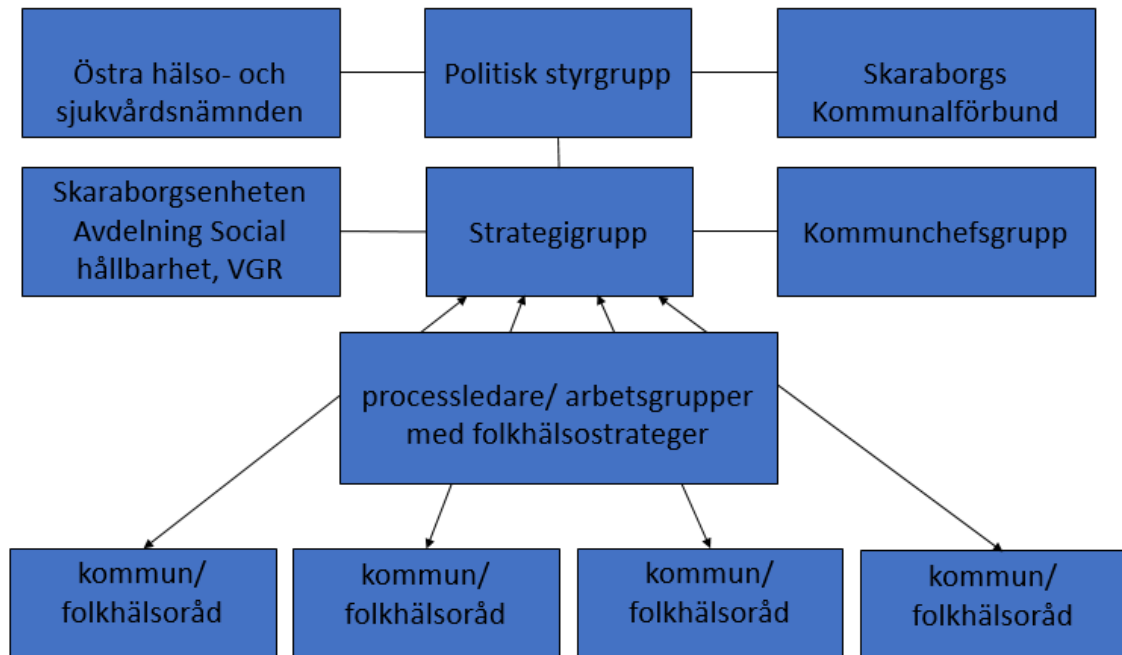 Östra hälso- och
sjukvårdsnämnden
Politisk styrgrupp
Skaraborgs
Kommunalförbund
Skaraborgsenheten
Avdelning Social
hållbarhet, VGR
Strategigrupp
Kommunchefsgrupp
processledare/ arbetsgrupper
med folkhälsostrateger
kommun/
folkhälsoråd
kommun/
folkhälsoråd
kommun/
folkhälsoråd
kommun/
folkhälsoråd